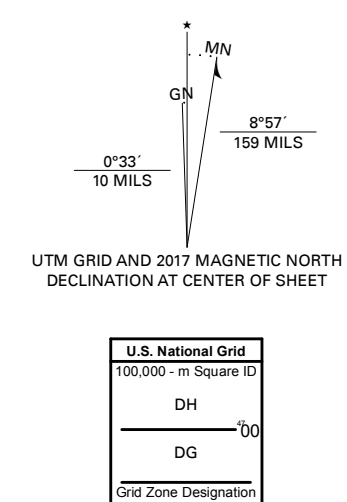 MN
GN
8°57´
159 MILS
0°33´
10 MILS
UTM GRID AND 2017 MAGNETIC NORTH
DECLINATION AT CENTER OF SHEET
U.S. National Grid
100,000 - m Square ID
DH
47 00
DG
Grid Zone Designation